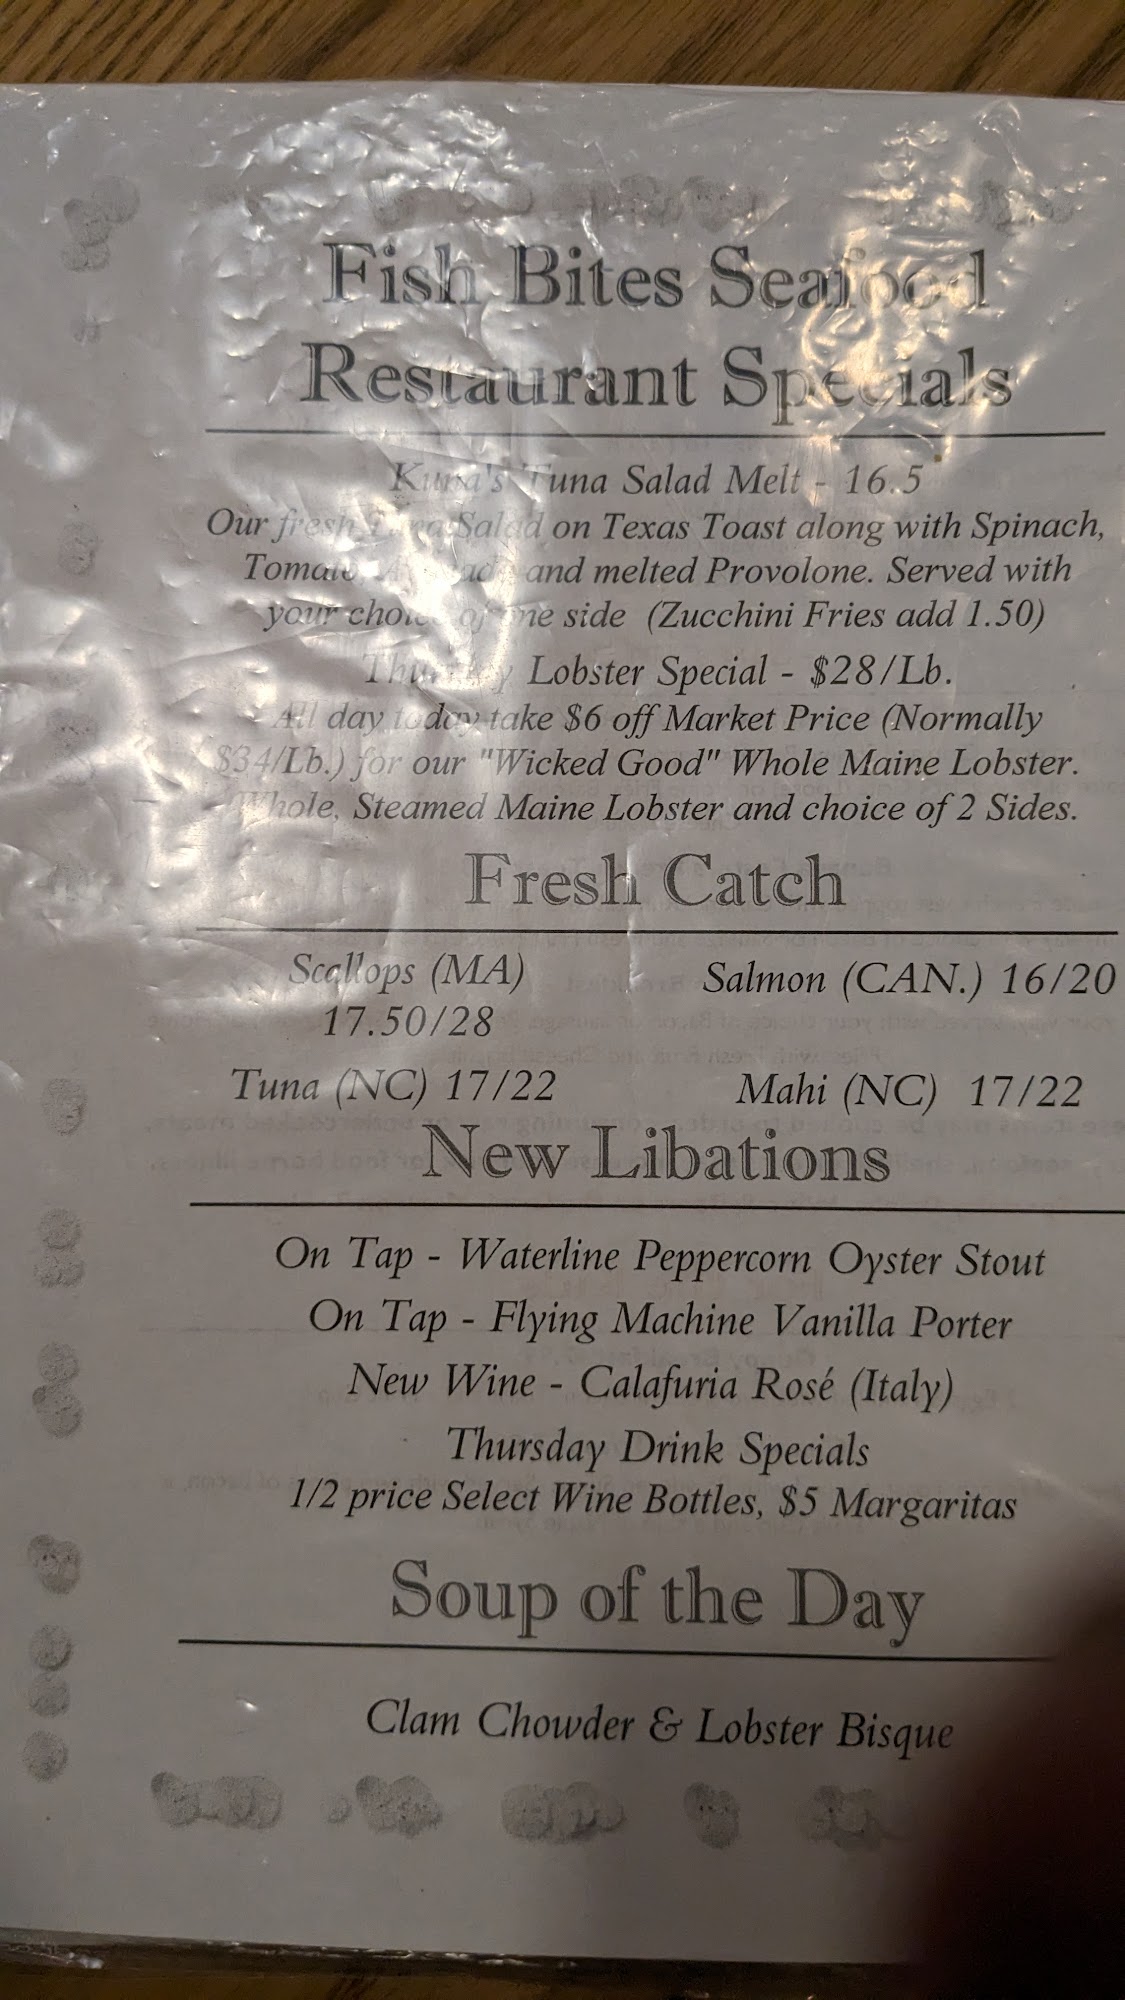 Fish Bites Seafood
Restaurant Specials
Tuna Salad Melt - 16.5
Our fresh Tuna Salad on Texas Toast along with Spinach,
Tomato, and melted Provolone. Served with
your choice of one side (Zucchini Fries add 1.50)
Thursday Lobster Special - $28/Lb.
All day today take $6 off Market Price (Normally
$34/Lb.) for our "Wicked Good" Whole Maine Lobster.
Whole, Steamed Maine Lobster and choice of 2 Sides.
Fresh Catch
Scallops (MA)
17.50/28
Salmon (CAN.) 16/20
Tuna (NC) 17/22
Mahi (NC) 17/22
New Libations
On Tap - Waterline Peppercorn Oyster Stout
On Tap - Flying Machine Vanilla Porter
New Wine - Calafuria Rosé (Italy)
Thursday Drink Specials
1/2 price Select Wine Bottles, $5 Margaritas
Soup of the Day
Clam Chowder & Lobster Bisque